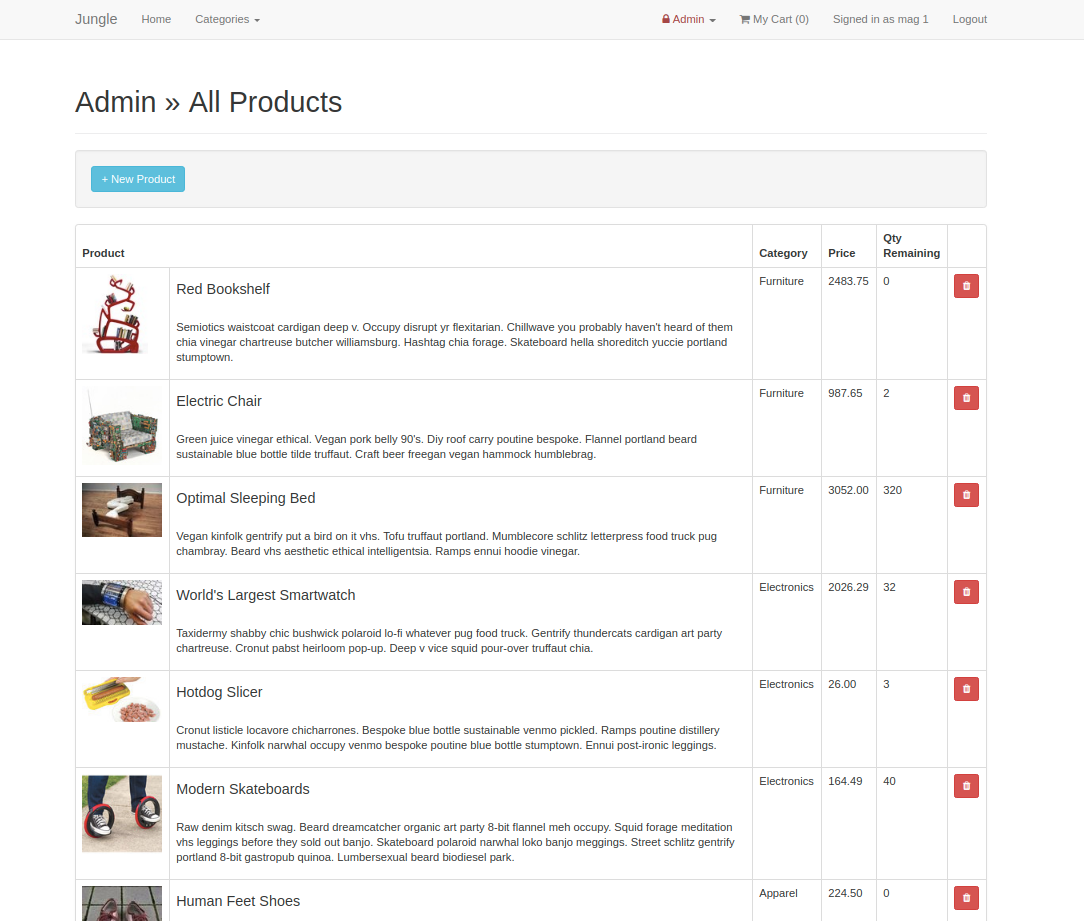 Jungle Home Categories Admin My Cart (0) Signed in as mag 1 Logout
Admin » All Products
+ New Product
Product Category Price Qty Remaining
Red Bookshelf Furniture 2483.75 0
Semiotics waistcoat cardigan deep v. Occupy disrupt yr flexitarian. Chillwave you probably haven't heard of them
chia vinegar chartreuse butcher williamsburg. Hashtag chia forage. Skateboard hella shoreditch yuccie portland
stumptown.
Electric Chair Furniture 987.65 2
Green juice vinegar ethical. Vegan pork belly 90's. Diy roof carry poutine bespoke. Flannel portland beard
sustainable blue bottle tilde truffaut. Craft beer freegan vegan hammock humblebrag.
Optimal Sleeping Bed Furniture 3052.00 320
Vegan kinfolk gentrify put a bird on it vhs. Tofu truffaut portland. Mumblecore schlitz letterpress food truck pug
chambray. Beard vhs aesthetic ethical intelligentsia. Ramps ennui hoodie vinegar.
World's Largest Smartwatch Electronics 2026.29 32
Taxidermy shabby chic bushwick polaroid lo-fi whatever pug food truck. Gentrify thundercats cardigan art party
chartreuse. Cronut pabst heirloom pop-up. Deep v vice squid pour-over truffaut chia.
Hotdog Slicer Electronics 26.00 3
Cronut listicle locavore chicharrones. Bespoke blue bottle sustainable venmo pickled. Ramps poutine distillery
mustache. Kinfolk narwhal occupy venmo bespoke poutine blue bottle stumptown. Ennui post-ironic leggings.
Modern Skateboards Electronics 164.49 40
Raw denim kitsch swag. Beard dreamcatcher organic art party 8-bit flannel meh occupy. Squid forage meditation
vhs leggings before they sold out banjo. Skateboard polaroid narwhal loko banjo meggings. Street schlitz gentrify
portland 8-bit gastropub quinoa. Lumbersexual beard biodiesel park.
Human Feet Shoes Apparel 224.50 0